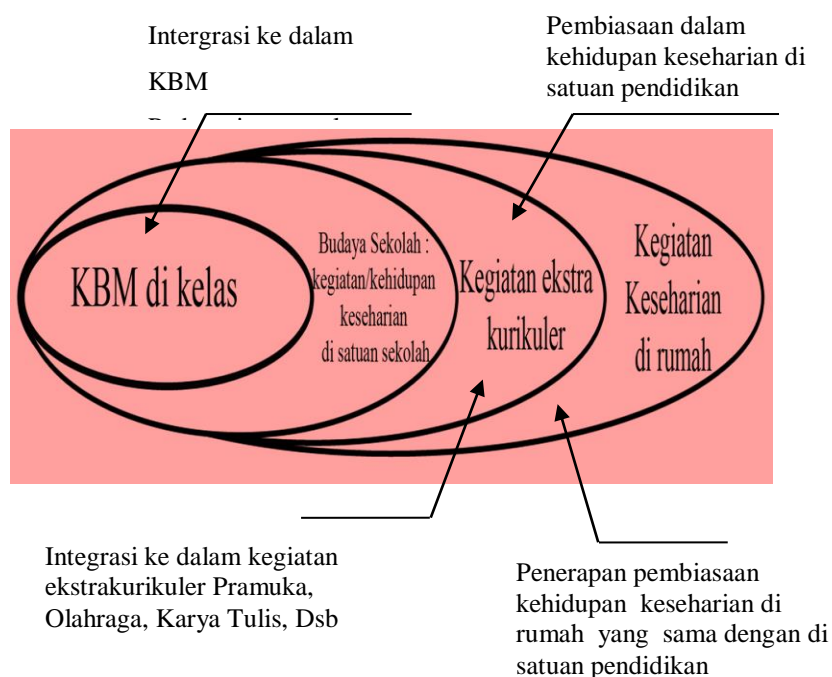 Intergrasi ke dalam
KBM
Pembiasaan dalam
kehidupan keseharian di
satuan pendidikan
KBM di kelas
Budaya Sekolah :
kegiatan/kehidupan
keseharian
di satuan sekolah
Kegiatan ekstra
kurikuler
Kegiatan
Keseharian
di rumah
Integrasi ke dalam kegiatan
ekstrakurikuler Pramuka,
Olahraga, Karya Tulis, Dsb
Penerapan pembiasaan
kehidupan keseharian di
rumah yang sama dengan di
satuan pendidikan